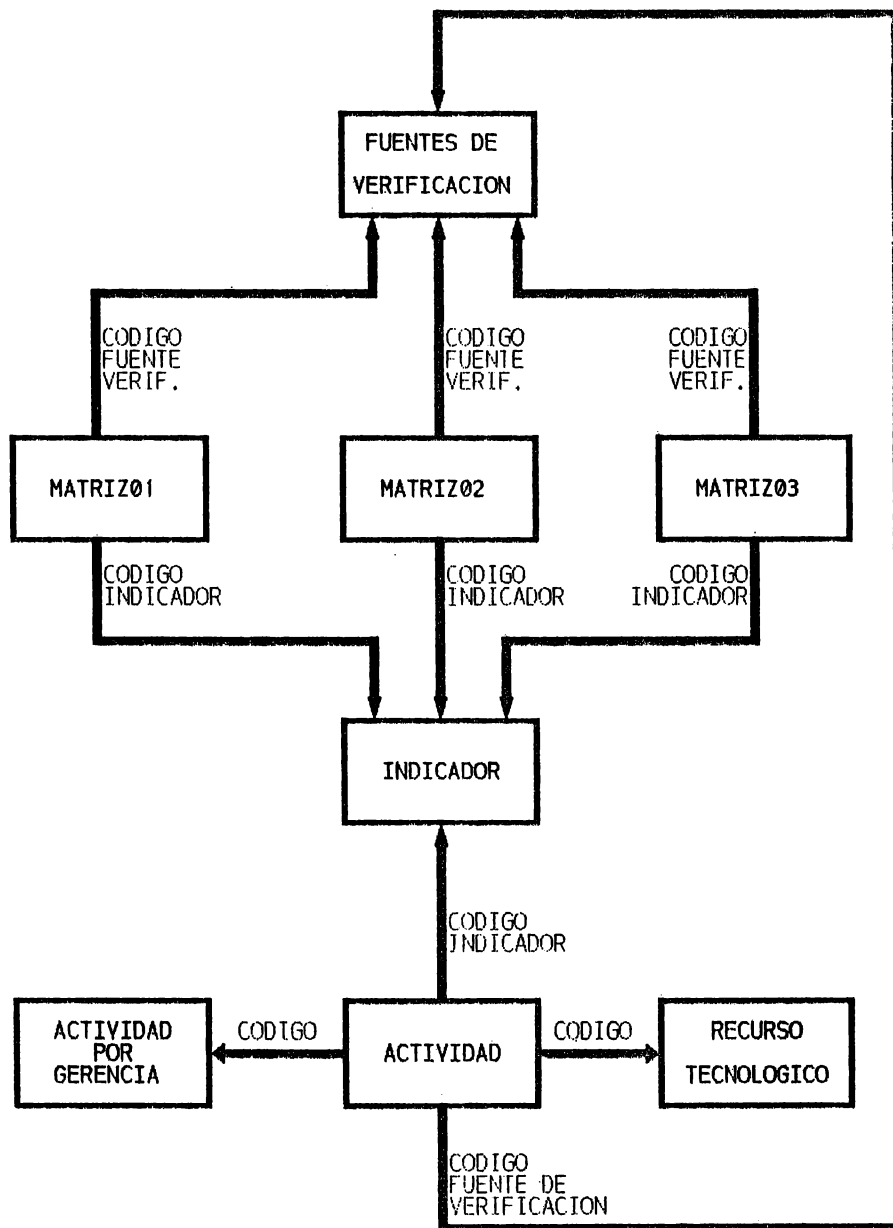 FUENTES DE
VERIFICACION
CODIGO
FUENTE
VERIF.
CODIGO
FUENTE
VERIF.
CODIGO
FUENTE
VERIF.
MATRIZ01
MATRIZ02
MATRIZ03
CODIGO
INDICADOR
CODIGO
INDICADOR
CODIGO
INDICADOR
INDICADOR
CODIGO
INDICADOR
ACTIVIDAD
POR
GERENCIA
CODIGO
ACTIVIDAD
CODIGO
RECURSO
TECNOLOGICO
CODIGO
FUENTE DE
VERIFICACION